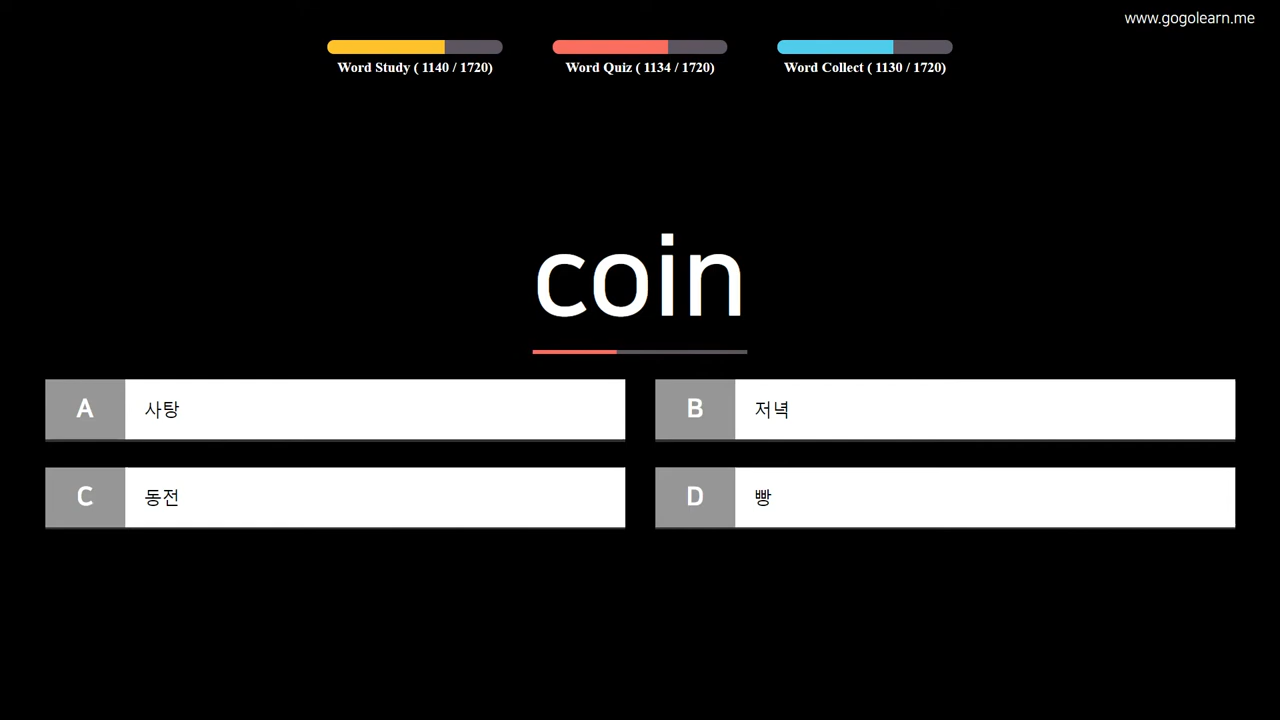 www.gogolearn.me
Word Study ( 1140 / 1720)
Word Quiz ( 1134 / 1720)
Word Collect ( 1130 / 1720)
coin
A 사탕
B 저녁
C 동전
D 빵